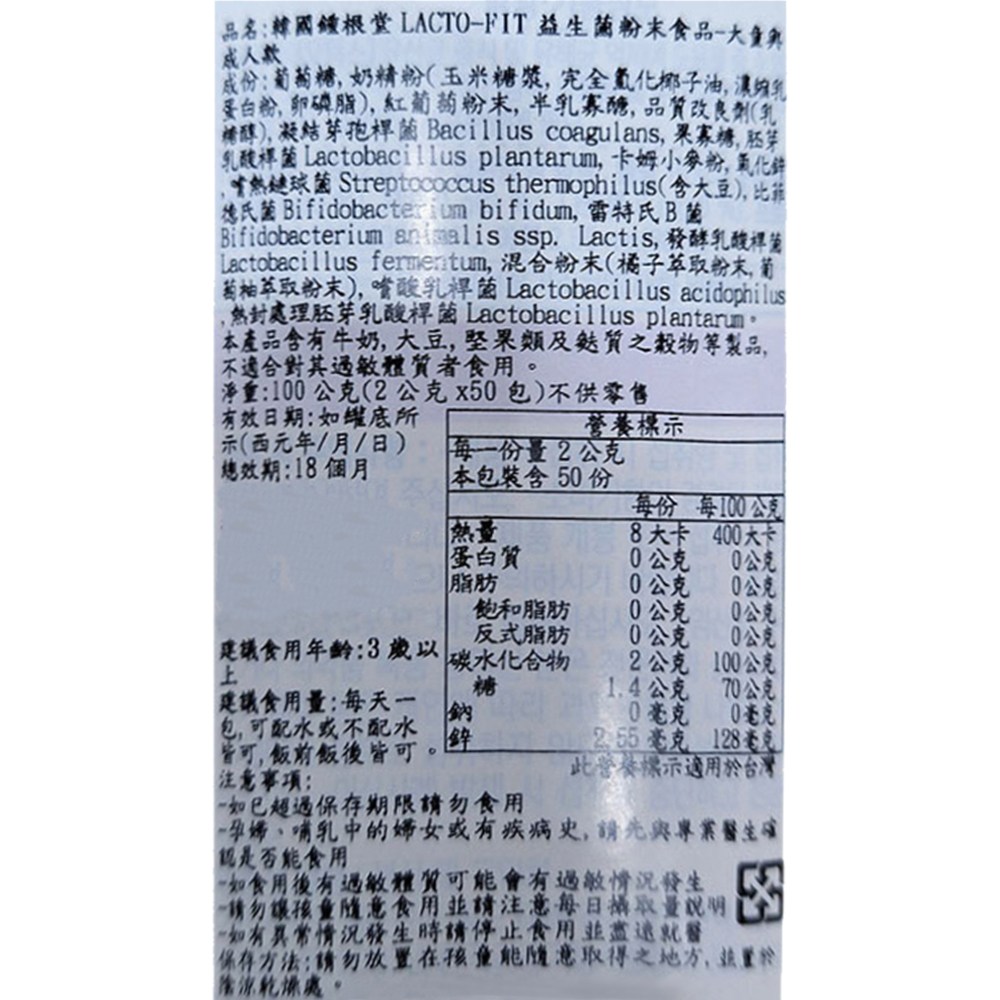 品名:韓國鍾根堂 LACTO-FIT 益生菌粉末食品-大童與
成人款
成份:葡萄糖, 奶精粉(玉米糖漿, 完全氫化椰子油, 濃縮乳
蛋白粉, 卵磷脂), 紅葡萄粉末, 半乳寡醣, 品質改良劑(乳
糖醇), 凝結芽孢桿菌 Bacillus coagulans, 果寡糖, 胚芽
乳酸桿菌 Lactobacillus plantarum, 卡姆小麥粉, 氧化鋅
, 嗜熱鏈球菌 Streptococcus thermophilus(含大豆), 比菲
德氏菌 Bifidobacterium bifidum, 雷特氏 B 菌
Bifidobacterium animalis ssp. Lactis, 發酵乳酸桿菌
Lactobacillus fermentum, 混合粉末(橘子萃取粉末, 葡
萄柚萃取粉末), 嗜酸乳桿菌 Lactobacillus acidophilus
, 熱封處理胚芽乳酸桿菌 Lactobacillus plantarum。
本產品含有牛奶, 大豆, 堅果類及麩質之穀物等製品,
不適合對其過敏體質者食用。
淨重:100 公克(2 公克 x50 包)不供零售
有效日期:如罐底所
示(西元年/月/日)
總效期:18 個月
建議食用年齡:3 歲以
上
建議食用量:每天一
包, 可配水或不配水
皆可, 飯前飯後皆可。
營養標示
每一份量 2 公克
本包裝含 50 份
每份 每100公克
熱量 8 大卡 400大卡
蛋白質 0 公克 0公克
脂肪 0 公克 0公克
飽和脂肪 0 公克 0公克
反式脂肪 0 公克 0公克
碳水化合物 2 公克 100公克
糖 1.4 公克 70公克
鈉 0 毫克 0毫克
鋅 2.55 毫克 128毫克
此營養標示適用於台灣
注意事項:
-如已超過保存期限請勿食用
-孕婦、哺乳中的婦女或有疾病史, 請先與專業醫生確
認是否能食用
-如食用後有過敏體質可能會有過敏情況發生
-請勿讓孩童隨意食用並請注意每日攝取量說明
-如有異常情況發生時請停止食用並盡速就醫
保存方法:請勿放置在孩童能隨意取得之地方, 並置於
陰涼乾燥處。